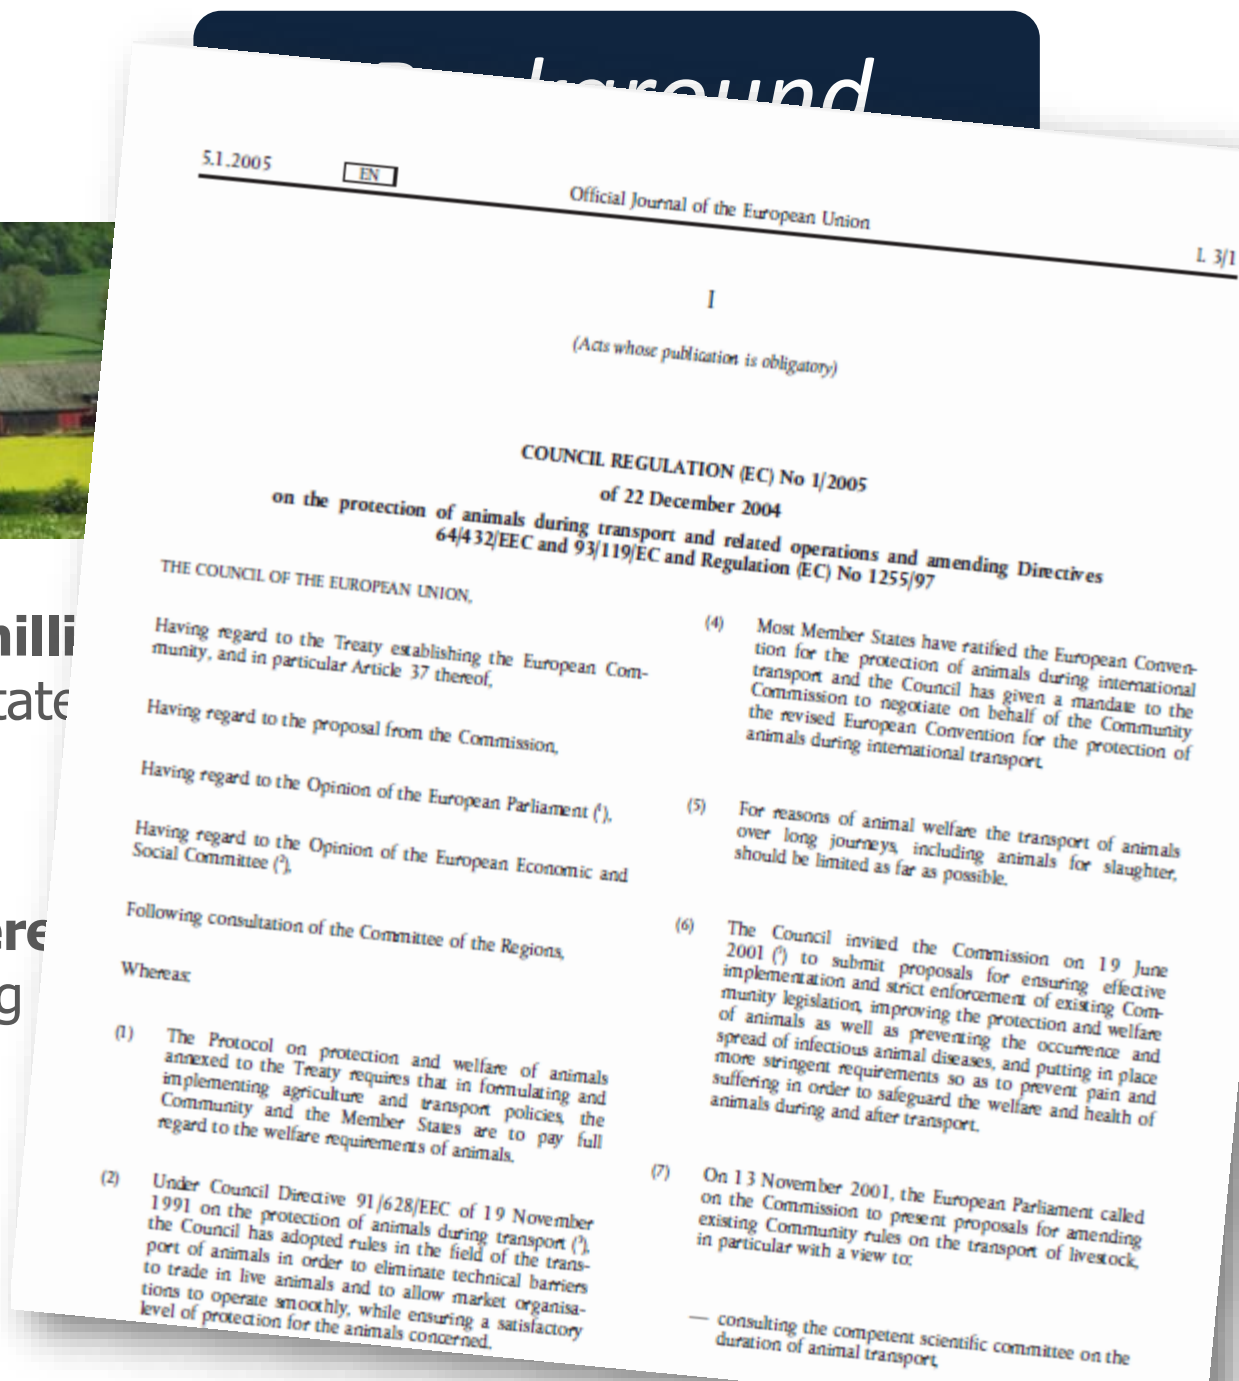 Background
5.1.2005
EN
Official Journal of the European Union
L 3/1
I
(Acts whose publication is obligatory)
COUNCIL REGULATION (EC) No 1/2005
of 22 December 2004
on the protection of animals during transport and related operations and amending Directives
64/432/EEC and 93/119/EC and Regulation (EC) No 1255/97
THE COUNCIL OF THE EUROPEAN UNION,
Having regard to the Treaty establishing the European Com-
munity, and in particular Article 37 thereof,
Having regard to the proposal from the Commission,
Having regard to the Opinion of the European Parliament (¹),
Having regard to the Opinion of the European Economic and
Social Committee (²),
Following consultation of the Committee of the Regions,
Whereas:
(1) The Protocol on protection and welfare of animals
annexed to the Treaty requires that in formulating and
implementing agriculture and transport policies, the
Community and the Member States are to pay full
regard to the welfare requirements of animals.
(2) Under Council Directive 91/628/EEC of 19 November
1991 on the protection of animals during transport (³),
the Council has adopted rules in the field of the trans-
port of animals in order to eliminate technical barriers
to trade in live animals and to allow market organisa-
tions to operate smoothly, while ensuring a satisfactory
level of protection for the animals concerned.
(4) Most Member States have ratified the European Conven-
tion for the protection of animals during international
transport and the Council has given a mandate to the
Commission to negotiate on behalf of the Community
the revised European Convention for the protection of
animals during international transport.
(5) For reasons of animal welfare the transport of animals
over long journeys, including animals for slaughter,
should be limited as far as possible.
(6) The Council invited the Commission on 19 June
2001 (⁵) to submit proposals for ensuring effective
implementation and strict enforcement of existing Com-
munity legislation, improving the protection and welfare
of animals as well as preventing the occurrence and
spread of infectious animal diseases, and putting in place
more stringent requirements so as to prevent pain and
suffering in order to safeguard the welfare and health of
animals during and after transport.
(7) On 13 November 2001, the European Parliament called
on the Commission to present proposals for amending
existing Community rules on the transport of livestock,
in particular with a view to:
— consulting the competent scientific committee on the
duration of animal transport,